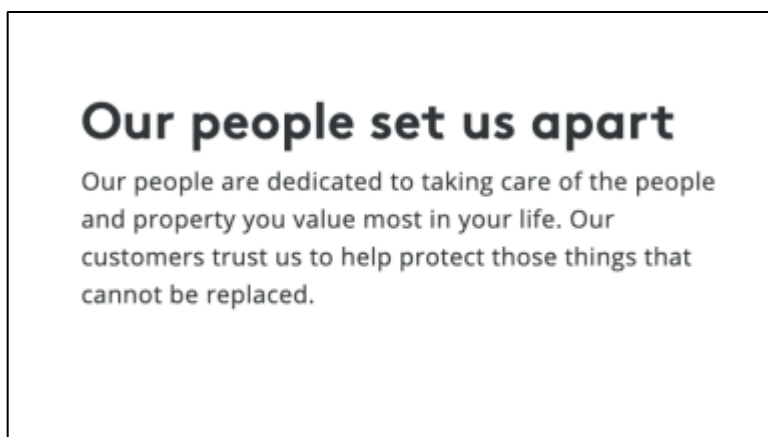 Our people set us apart
Our people are dedicated to taking care of the people
and property you value most in your life. Our
customers trust us to help protect those things that
cannot be replaced.